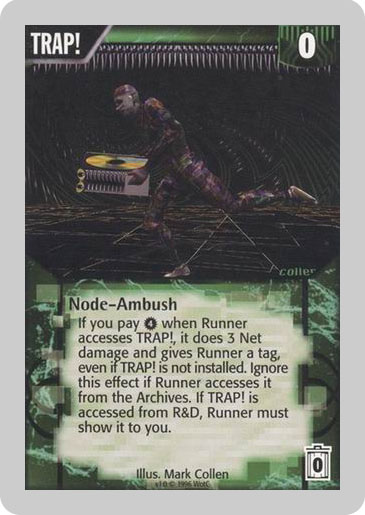 TRAP!
0
collen
Node-Ambush
If you pay 4 when Runner
accesses TRAP!, it does 3 Net
damage and gives Runner a tag,
even if TRAP! is not installed. Ignore
this effect if Runner accesses it
from the Archives. If TRAP! is
accessed from R&D, Runner must
show it to you.
0
Illus. Mark Collen
v1.0 © 1996 WotC